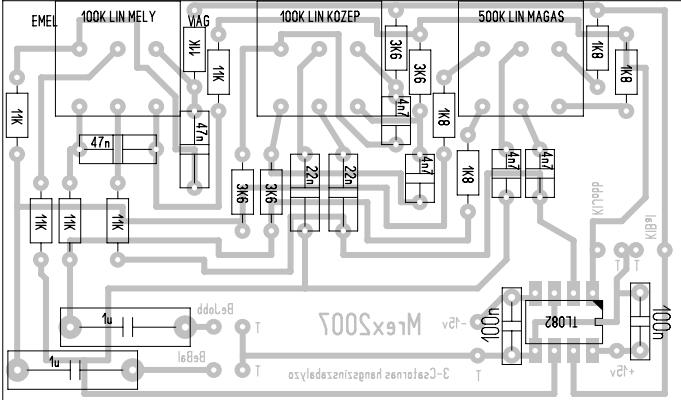 EMEL
100K LIN MELY
VAG
100K LIN KOZEP
500K LIN MAGAS
11K
11K
3K6
3K6
1K8
1K8
11K
47n
4n7
1K8
47n
22n
22n
4n7
4n7
4n7
3K6
3K6
1K8
11K
11K
11K
KIJobb
KIBal
T
T
1u
BeJobb
T
Mrex2007
-15v
100n
TL082
100n
1u
BeBal
T
3-Csatornas hangszinszabalyzo
T
+15v